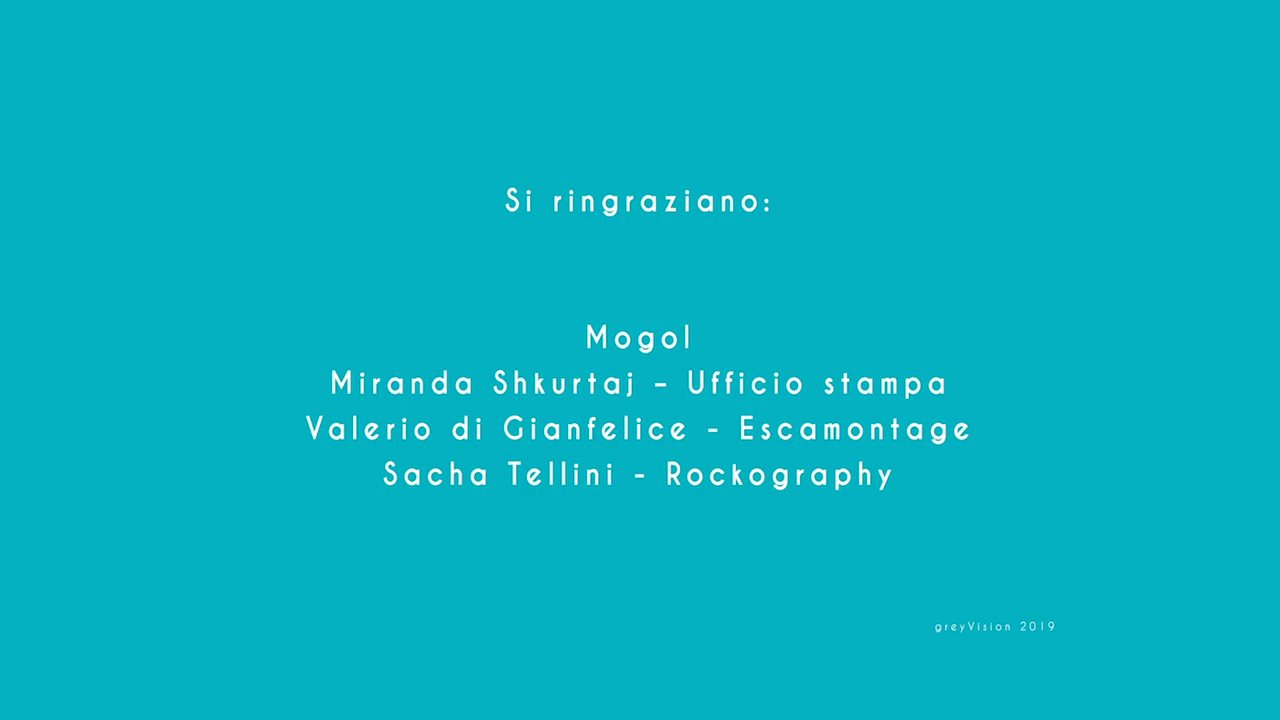 Si ringraziano:
Mogol
Miranda Shkurtaj - Ufficio stampa
Valerio di Gianfelice - Escamontage
Sacha Tellini - Rockography
greyVision 2019